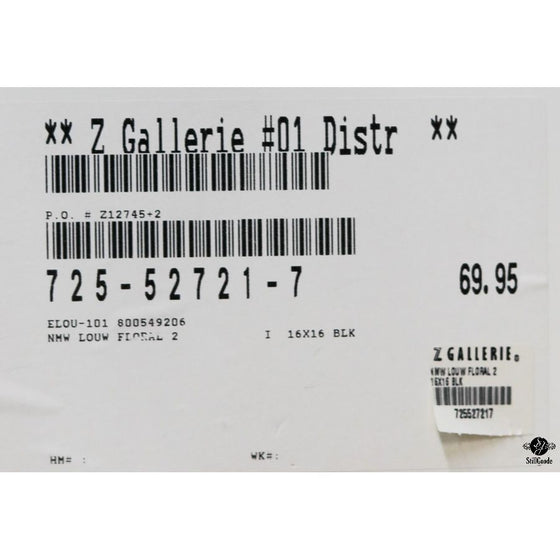 ** Z Gallerie #01 Distr **
P.O. # Z12745+2
725-52721-7 69.95
ELOU-101 800549206
NMW LOUW FLORAL 2 I 16X16 BLK
Z GALLERIE®
NMW LOUW FLORAL 2
16X16 BLK
725527217
HM# : WK#:
StillGoode